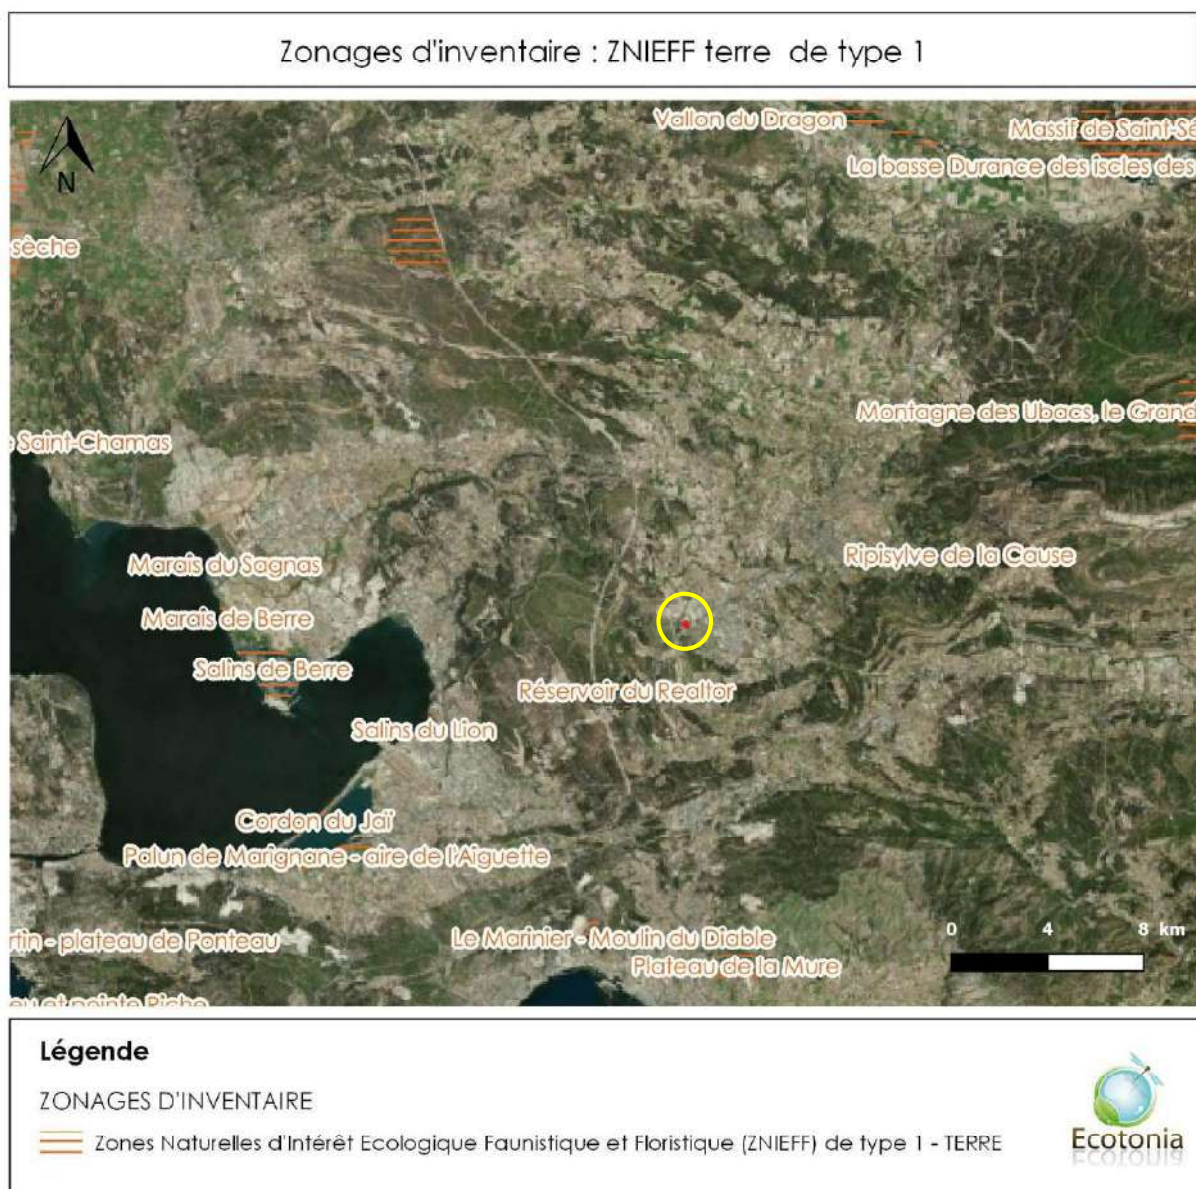 Zonages d'inventaire : ZNIEFF terre de type 1
Vallon du Dragon
Massif de Saint-Sé
La basse Durance des iscles des
N
sèche
Montagne des Ubacs, le Grand
Saint-Chamas
Ripisylve de la Cause
Marais du Sagnas
Marais de Berre
Salins de Berre
Réservoir du Realtor
Salins du Lion
Cordon du Jaï
Palun de Marignane - aire de l'Aiguette
0 4 8 km
rtin - plateau de Ponteau
Le Marinier - Moulin du Diable
Plateau de la Mure
et pointe Riche
Légende
ZONAGES D'INVENTAIRE
Zones Naturelles d'Intérêt Ecologique Faunistique et Floristique (ZNIEFF) de type 1 - TERRE
Ecotonia